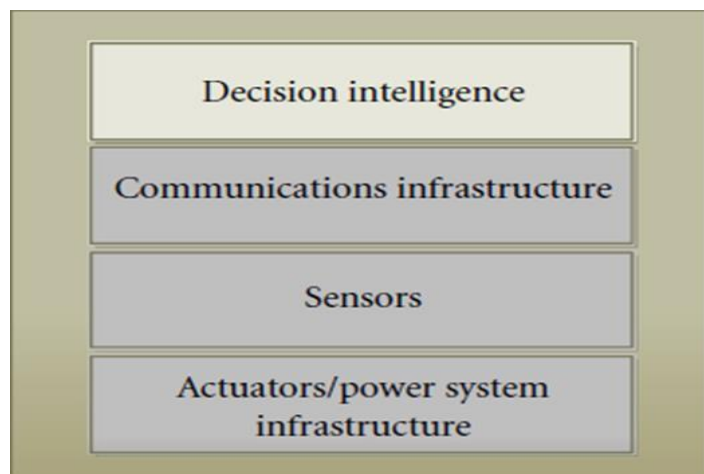 Decision intelligence
Communications infrastructure
Sensors
Actuators/power system
infrastructure